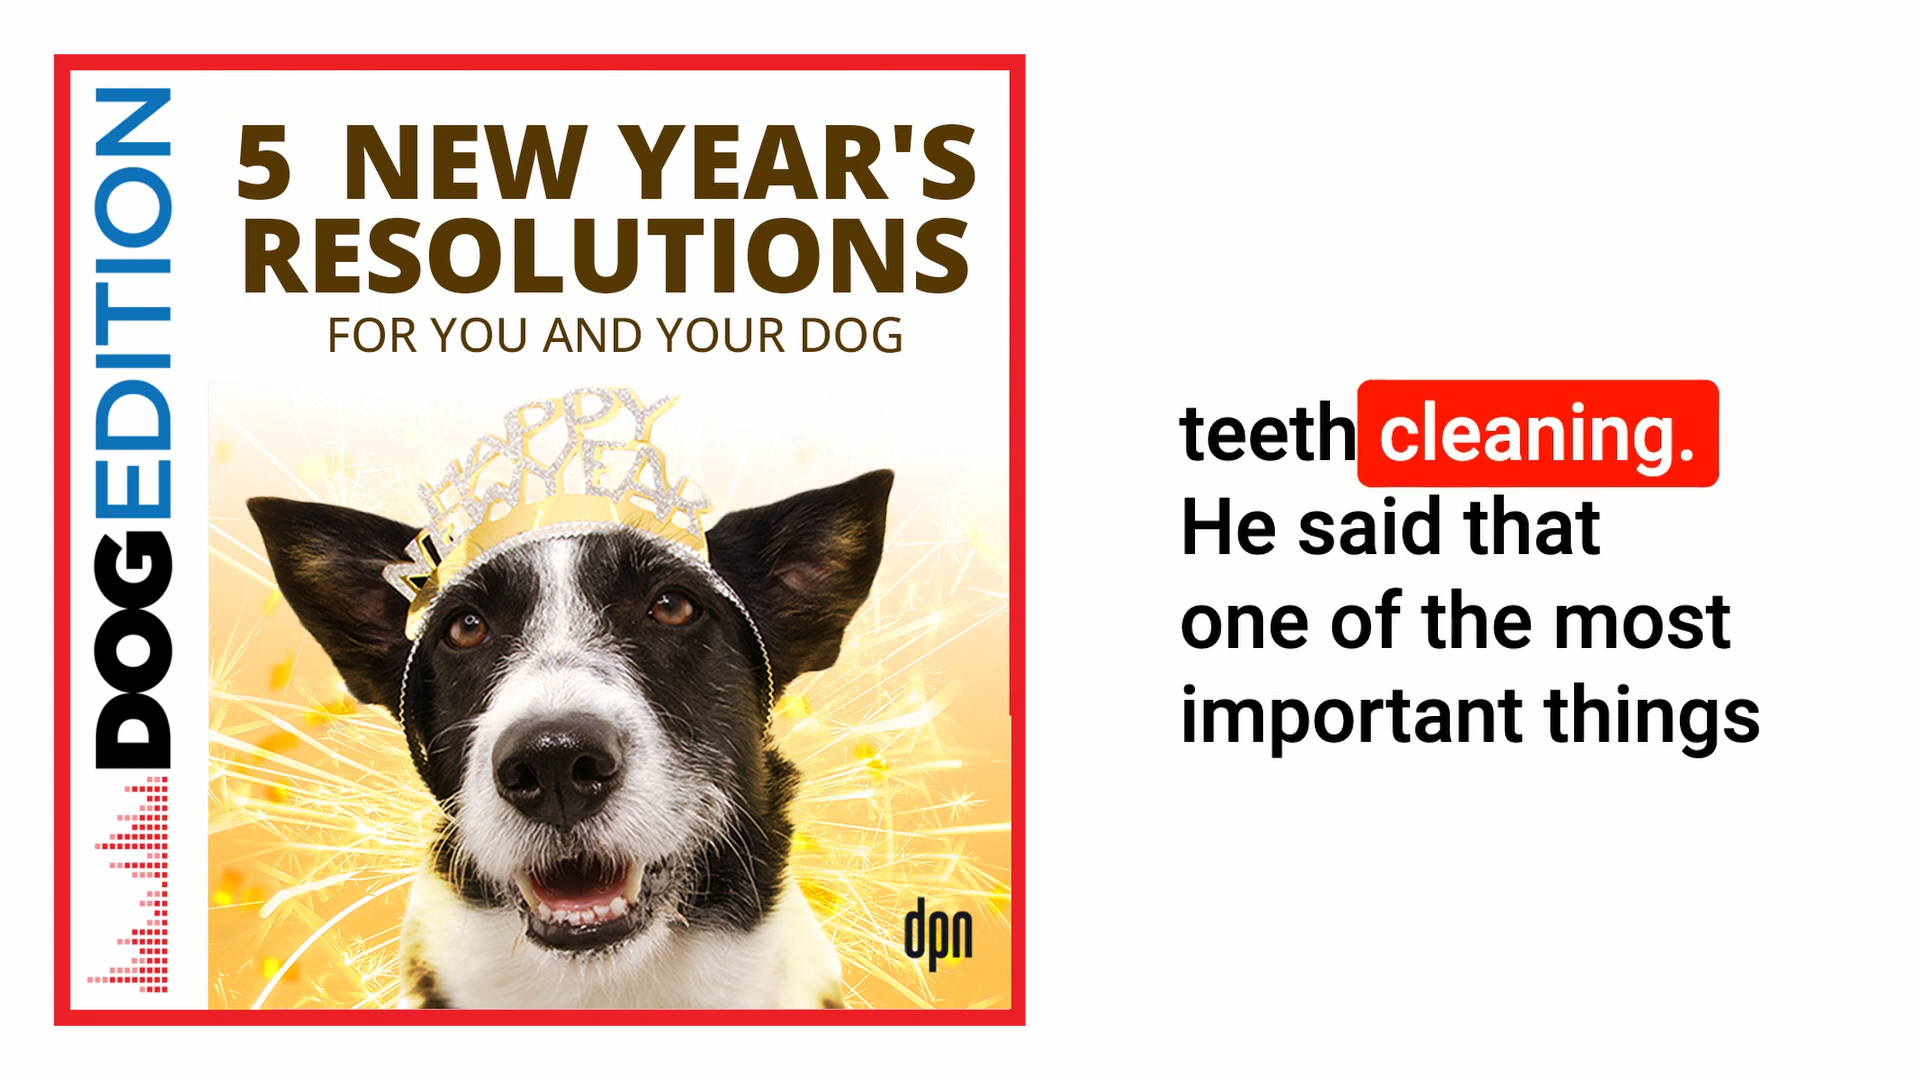 DOGEDITION
5 NEW YEAR'S
RESOLUTIONS
FOR YOU AND YOUR DOG
HAPPY
NEW YEAR
dpn
teeth cleaning.
He said that
one of the most
important things